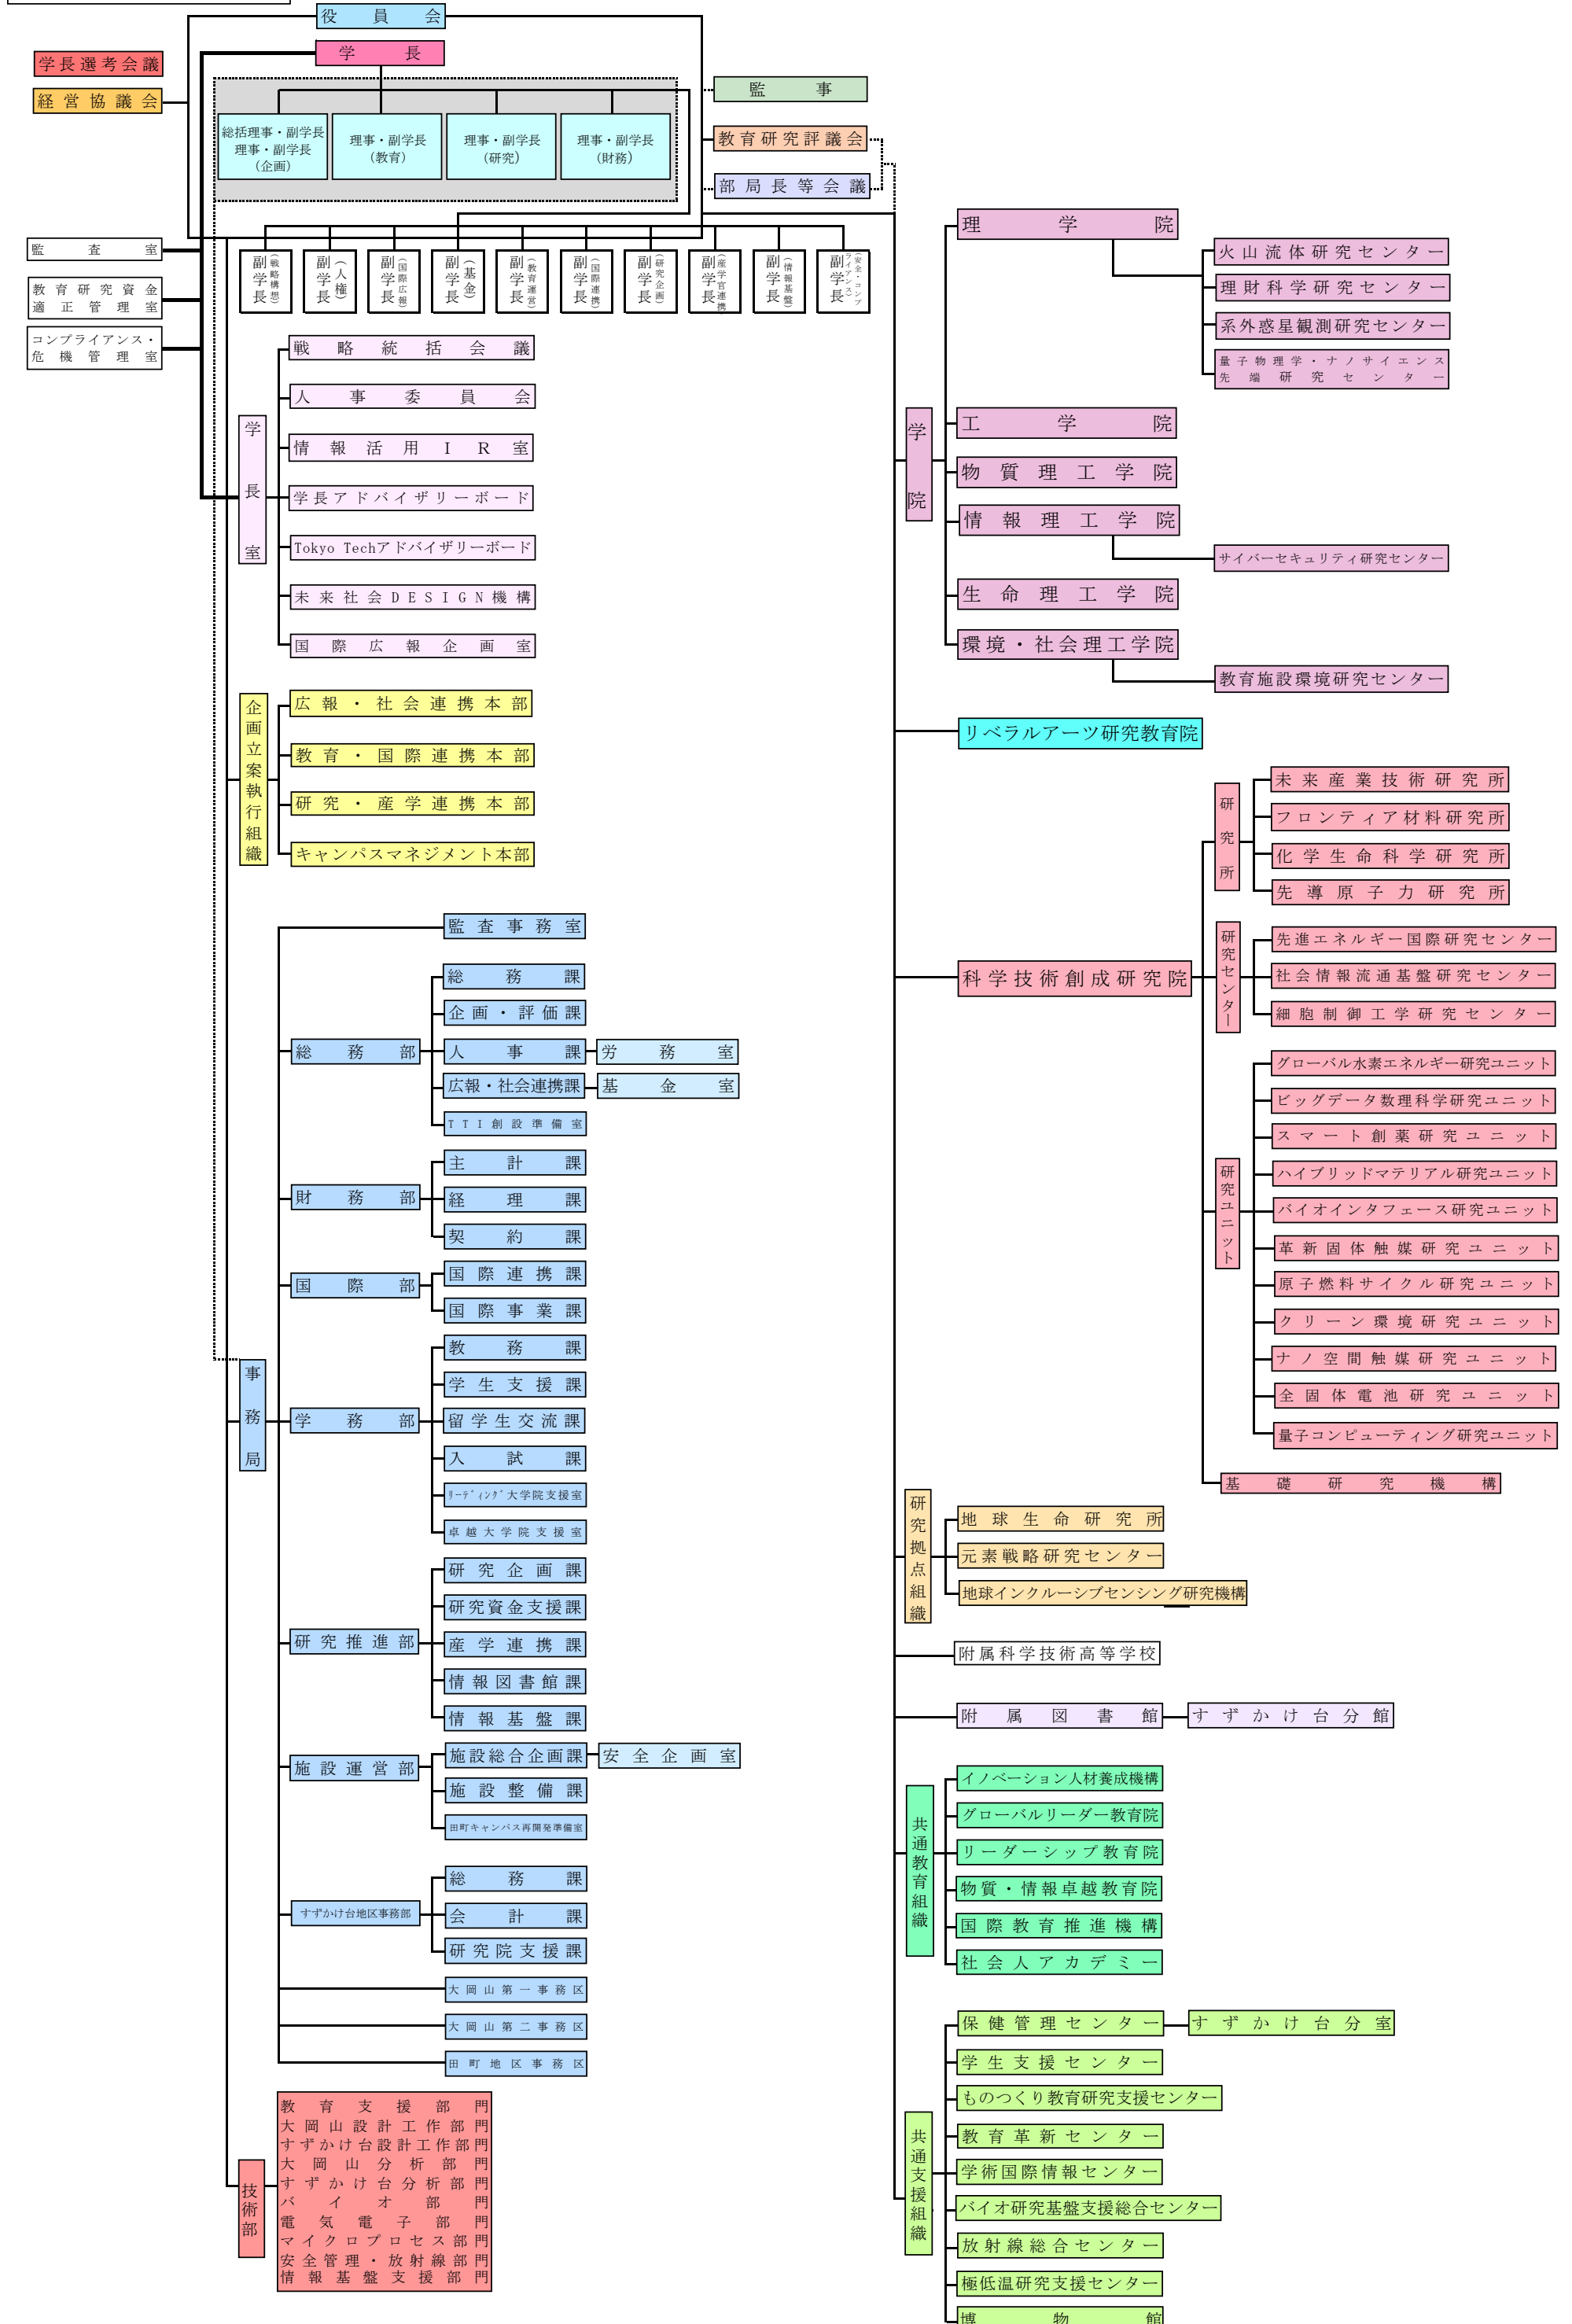 役員会
学長
学長選考会議
経営協議会
監事
教育研究評議会
部局長等会議
総括理事・副学長
理事・副学長
(企画)
理事・副学長
(教育)
理事・副学長
(研究)
理事・副学長
(財務)
監査室
教育研究資金
適正管理室
コンプライアンス・
危機管理室
副学長(戦略構想)
副学長(人権)
副学長(国際広報)
副学長(基金)
副学長(教育運営)
副学長(国際連携)
副学長(研究企画)
副学長(産学官連携)
副学長(情報基盤)
副学長(安全・コンプライアンス)
学長室
戦略統括会議
人事委員会
情報活用IR室
学長アドバイザリーボード
Tokyo Techアドバイザリーボード
未来社会DESIGN機構
国際広報企画室
企画立案執行組織
広報・社会連携本部
教育・国際連携本部
研究・産学連携本部
キャンパスマネジメント本部
事務局
監査事務室
総務部
総務課
企画・評価課
人事課
労務室
広報・社会連携課
基金室
TTI創設準備室
財務部
主計課
経理課
契約課
国際部
国際連携課
国際事業課
学務部
教務課
学生支援課
留学生交流課
入試課
ﾘｰﾃﾞｨﾝｸﾞ大学院支援室
卓越大学院支援室
研究推進部
研究企画課
研究資金支援課
産学連携課
情報図書館課
情報基盤課
施設運営部
施設総合企画課
安全企画室
施設整備課
田町キャンパス再開発準備室
すずかけ台地区事務部
総務課
会計課
研究院支援課
大岡山第一事務区
大岡山第二事務区
田町地区事務区
技術部
教育支援部門
大岡山設計工作部門
すずかけ台設計工作部門
大岡山分析部門
すずかけ台分析部門
バイオ部門
電気電子部門
マイクロプロセス部門
安全管理・放射線部門
情報基盤支援部門
学院
理学院
火山流体研究センター
理財科学研究センター
系外惑星観測研究センター
量子物理学・ナノサイエンス
先端研究センター
工学院
物質理工学院
情報理工学院
サイバーセキュリティ研究センター
生命理工学院
環境・社会理工学院
教育施設環境研究センター
リベラルアーツ研究教育院
科学技術創成研究院
研究所
未来産業技術研究所
フロンティア材料研究所
化学生命科学研究所
先導原子力研究所
研究センター
先進エネルギー国際研究センター
社会情報流通基盤研究センター
細胞制御工学研究センター
研究ユニット
グローバル水素エネルギー研究ユニット
ビッグデータ数理科学研究ユニット
スマート創薬研究ユニット
ハイブリッドマテリアル研究ユニット
バイオインタフェース研究ユニット
革新固体触媒研究ユニット
原子燃料サイクル研究ユニット
クリーン環境研究ユニット
ナノ空間触媒研究ユニット
全固体電池研究ユニット
量子コンピューティング研究ユニット
基礎研究機構
研究拠点組織
地球生命研究所
元素戦略研究センター
地球インクルーシブセンシング研究機構
附属科学技術高等学校
附属図書館
すずかけ台分館
共通教育組織
イノベーション人材養成機構
グローバルリーダー教育院
リーダーシップ教育院
物質・情報卓越教育院
国際教育推進機構
社会人アカデミー
共通支援組織
保健管理センター
すずかけ台分室
学生支援センター
ものつくり教育研究支援センター
教育革新センター
学術国際情報センター
バイオ研究基盤支援総合センター
放射線総合センター
極低温研究支援センター
博物館